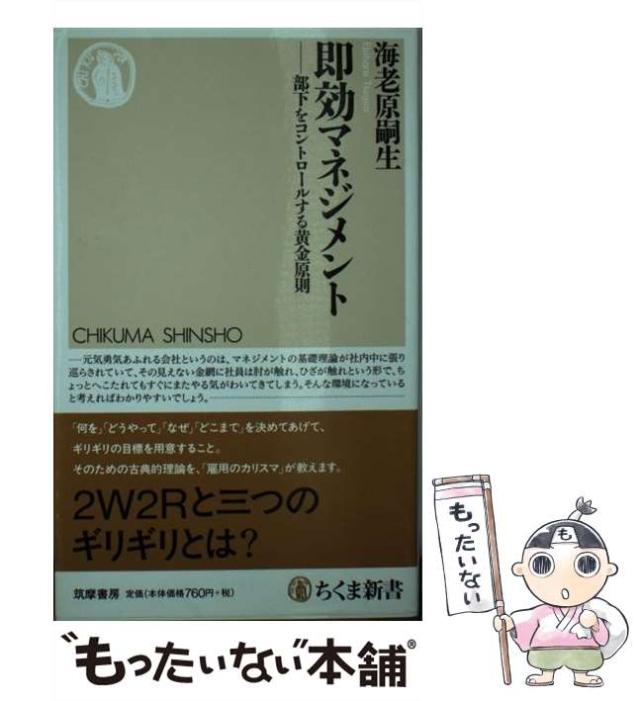 海老原嗣生
Ebihara Tsuguo
即効マネジメント
――部下をコントロールする黄金原則
CHIKUMA SHINSHO
――元気勇気あふれる会社というのは、マネジメントの基礎理論が社内中に張り
巡らされていて、その見えない金網に社員は肘が触れ、ひざが触れという形で、ち
ょっとへこたれてもすぐにまたやる気がわいてきてしまう。そんな環境になっている
と考えればわかりやすいでしょう。――
「何を」「どうやって」「なぜ」「どこまで」を決めてあげて、
ギリギリの目標を用意すること。
そのための古典的理論を、「雇用のカリスマ」が教えます。
2W2Rと三つの
ギリギリとは?
筑摩書房 定価(本体価格760円+税)
ちくま新書
"もったいない"本舗®
もったいない
も